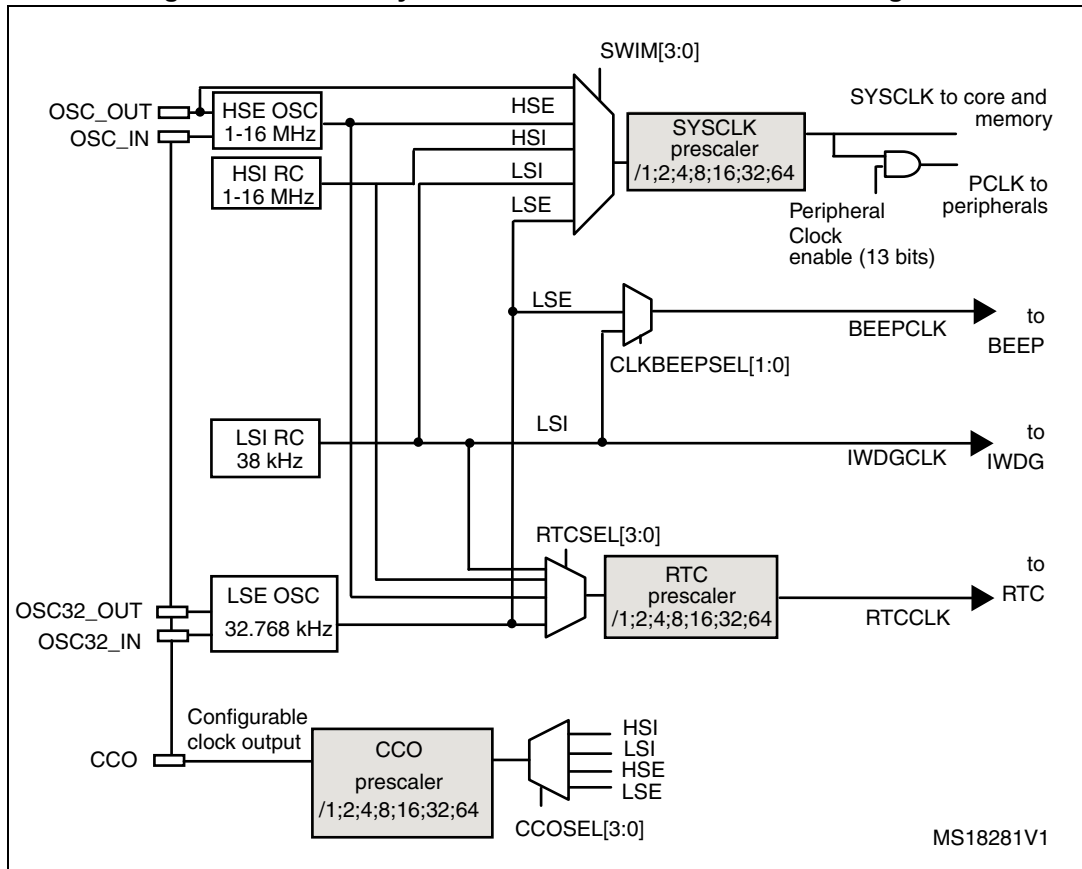 SWIM[3:0]
OSC_OUT
OSC_IN
HSE OSC
1-16 MHz
HSI RC
1-16 MHz
HSE
HSI
LSI
LSE
SYSCLK
prescaler
/1;2;4;8;16;32;64
SYSCLK to core and
memory
PCLK to
peripherals
Peripheral
Clock
enable (13 bits)
LSE
CLKBEEPSEL[1:0]
BEEPCLK
to
BEEP
LSI RC
38 kHz
LSI
IWDGCLK
to
IWDG
RTCSEL[3:0]
OSC32_OUT
OSC32_IN
LSE OSC
32.768 kHz
RTC
prescaler
/1;2;4;8;16;32;64
RTCCLK
to
RTC
Configurable
clock output
CCO
CCO
prescaler
/1;2;4;8;16;32;64
HSI
LSI
HSE
LSE
CCOSEL[3:0]
MS18281V1